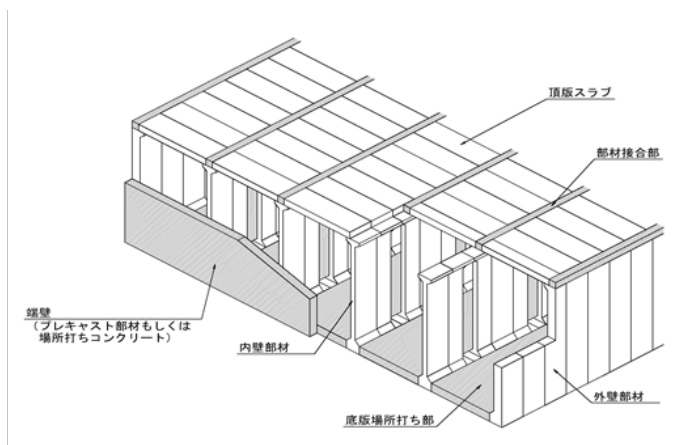 頂版スラブ
部材接合部
端壁
（プレキャスト部材もしくは
場所打ちコンクリート）
内壁部材
外壁部材
底版場所打ち部